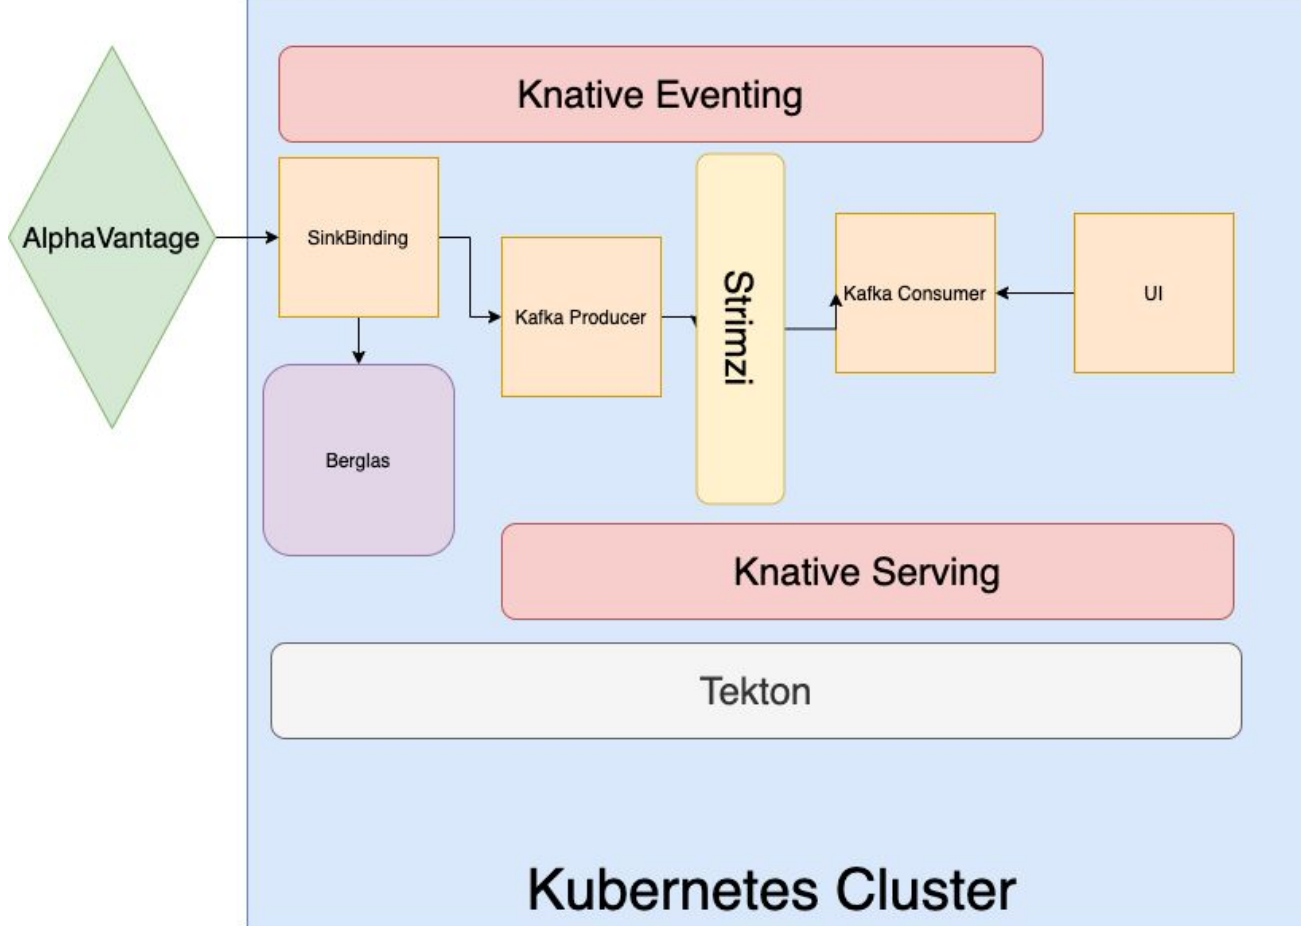 Knative Eventing
AlphaVantage
SinkBinding
Kafka Producer
Strimzi
Kafka Consumer
UI
Berglas
Knative Serving
Tekton
Kubernetes Cluster